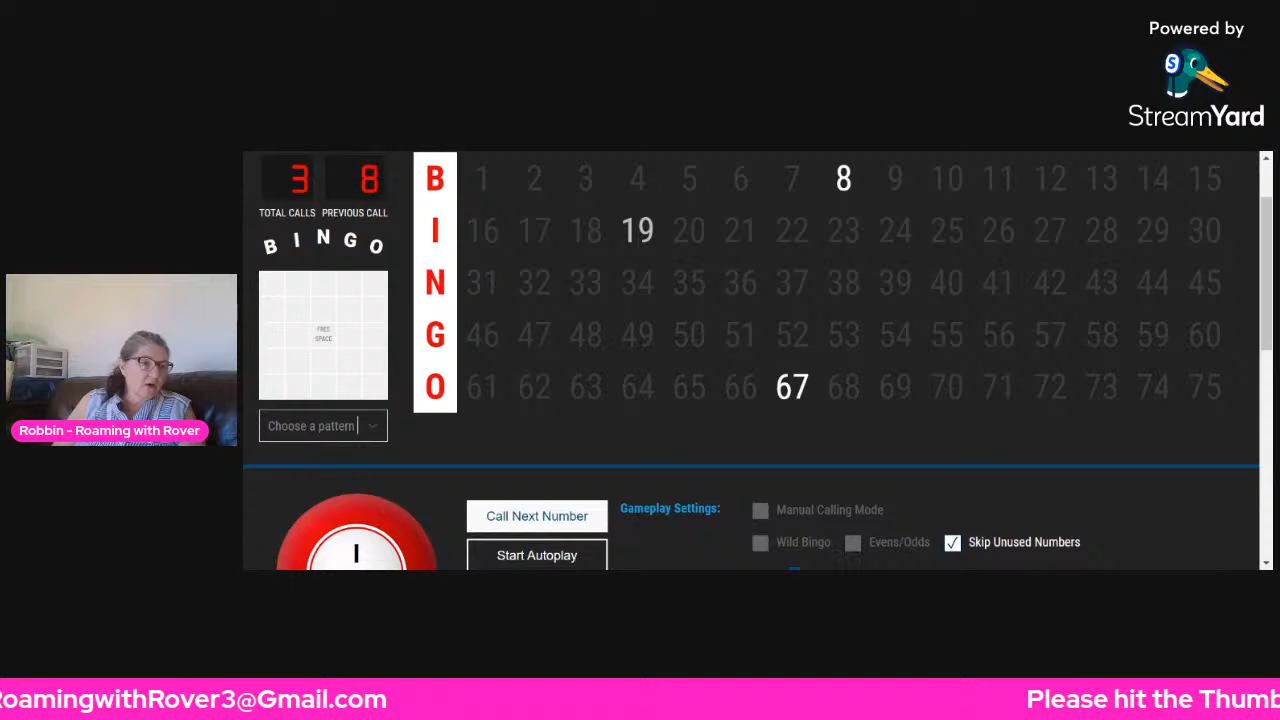 Powered by
S
StreamYard
3 8
TOTAL CALLS PREVIOUS CALL
B I N G O
FREE
SPACE
Choose a pattern
B 1 2 3 4 5 6 7 8 9 10 11 12 13 14 15
I 16 17 18 19 20 21 22 23 24 25 26 27 28 29 30
N 31 32 33 34 35 36 37 38 39 40 41 42 43 44 45
G 46 47 48 49 50 51 52 53 54 55 56 57 58 59 60
O 61 62 63 64 65 66 67 68 69 70 71 72 73 74 75
Robbin - Roaming with Rover
I
Call Next Number
Start Autoplay
Gameplay Settings:
Manual Calling Mode
Wild Bingo Evens/Odds Skip Unused Numbers
RoamingwithRover3@Gmail.com Please hit the Thumb